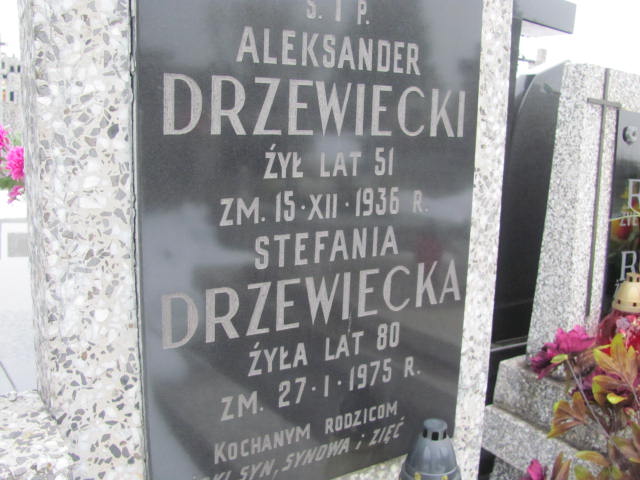 Ś. I P.
ALEKSANDER
DRZEWIECKI
ŻYŁ LAT 51
ZM. 15·XII·1936 R.
STEFANIA
DRZEWIECKA
ŻYŁA LAT 80
ZM. 27·I·1975 R.
KOCHANYM RODZICOM
SYN, SYNOWA i ZIĘĆ